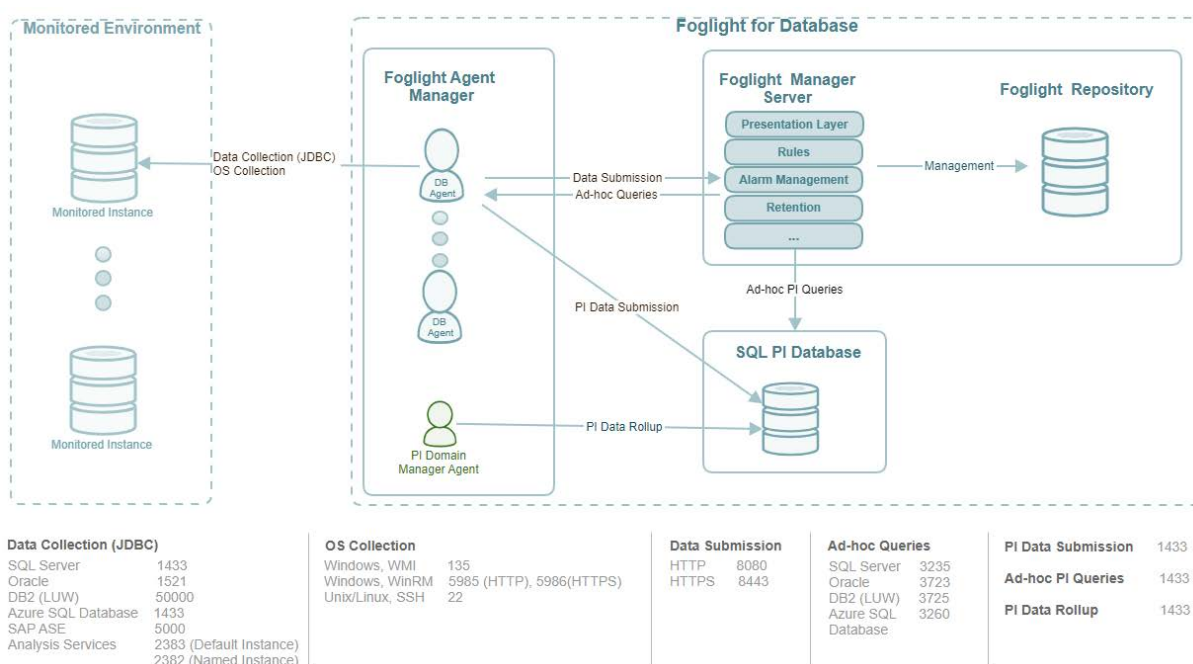 Monitored Environment
Foglight for Database
Foglight Agent
Manager
Foglight Manager
Server
Foglight Repository
Presentation Layer
Rules
Alarm Management
Retention
...
Data Collection (JDBC)
OS Collection
DB
Agent
Data Submission
Ad-hoc Queries
Management
Monitored Instance
Ad-hoc PI Queries
PI Data Submission
DB
Agent
SQL PI Database
PI Data Rollup
Monitored Instance
PI Domain
Manager Agent
Data Collection (JDBC)
SQL Server 1433
Oracle 1521
DB2 (LUW) 50000
Azure SQL Database 1433
SAP ASE 5000
Analysis Services 2383 (Default Instance)
2382 (Named Instance)
OS Collection
Windows, WMI 135
Windows, WinRM 5985 (HTTP), 5986(HTTPS)
Unix/Linux, SSH 22
Data Submission
HTTP 8080
HTTPS 8443
Ad-hoc Queries
SQL Server 3235
Oracle 3723
DB2 (LUW) 3725
Azure SQL 3260
Database
PI Data Submission 1433
Ad-hoc PI Queries 1433
PI Data Rollup 1433